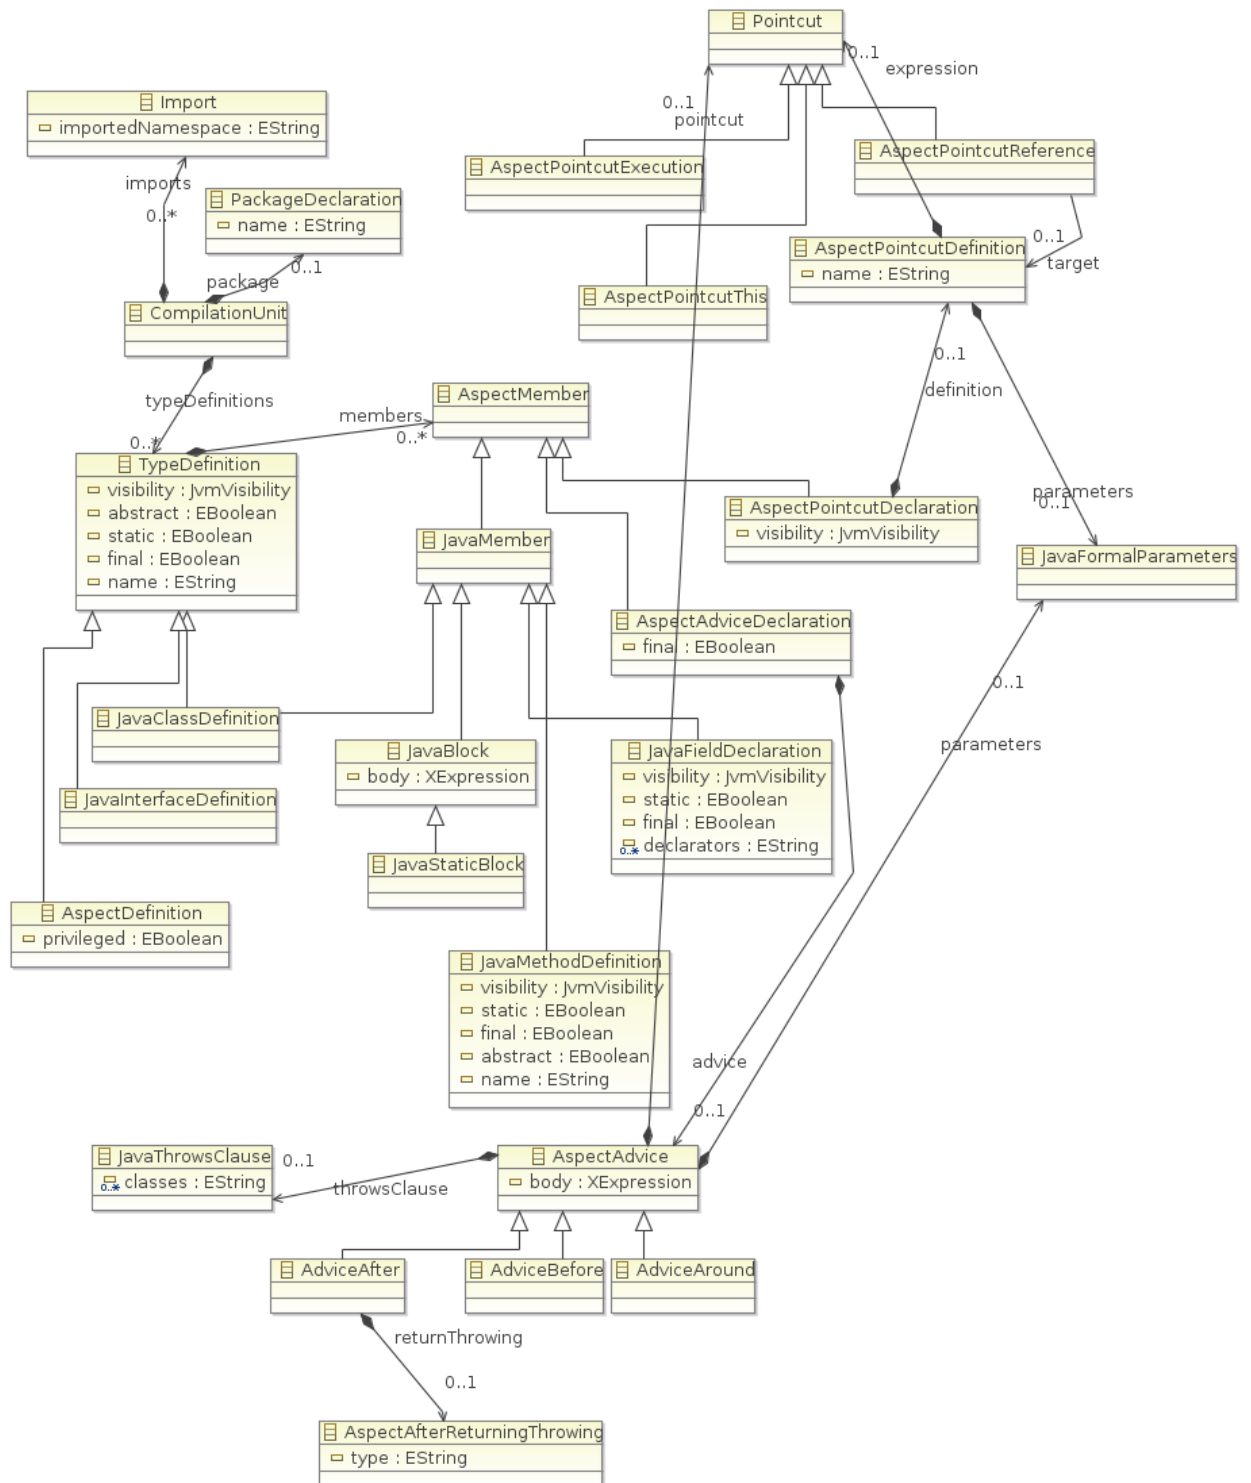 Pointcut
0..1
expression
0..1
pointcut
Import
importedNamespace : EString
imports
0..*
PackageDeclaration
name : EString
0..1
package
CompilationUnit
AspectPointcutExecution
AspectPointcutReference
AspectPointcutDefinition
name : EString
0..1
target
AspectPointcutThis
typeDefinitions
0..*
members
0..*
AspectMember
0..1
definition
TypeDefinition
visibility : JvmVisibility
abstract : EBoolean
static : EBoolean
final : EBoolean
name : EString
AspectPointcutDeclaration
visibility : JvmVisibility
parameters
0..1
JavaMember
JavaFormalParameters
AspectAdviceDeclaration
final : EBoolean
0..1
parameters
JavaClassDefinition
JavaInterfaceDefinition
JavaBlock
body : XExpression
JavaFieldDeclaration
visibility : JvmVisibility
static : EBoolean
final : EBoolean
0..* declarators : EString
JavaStaticBlock
AspectDefinition
privileged : EBoolean
JavaMethodDefinition
visibility : JvmVisibility
static : EBoolean
final : EBoolean
abstract : EBoolean
name : EString
advice
0..1
JavaThrowsClause
0..* classes : EString
0..1
throwsClause
AspectAdvice
body : XExpression
AdviceAfter
AdviceBefore
AdviceAround
returnThrowing
0..1
AspectAfterReturningThrowing
type : EString